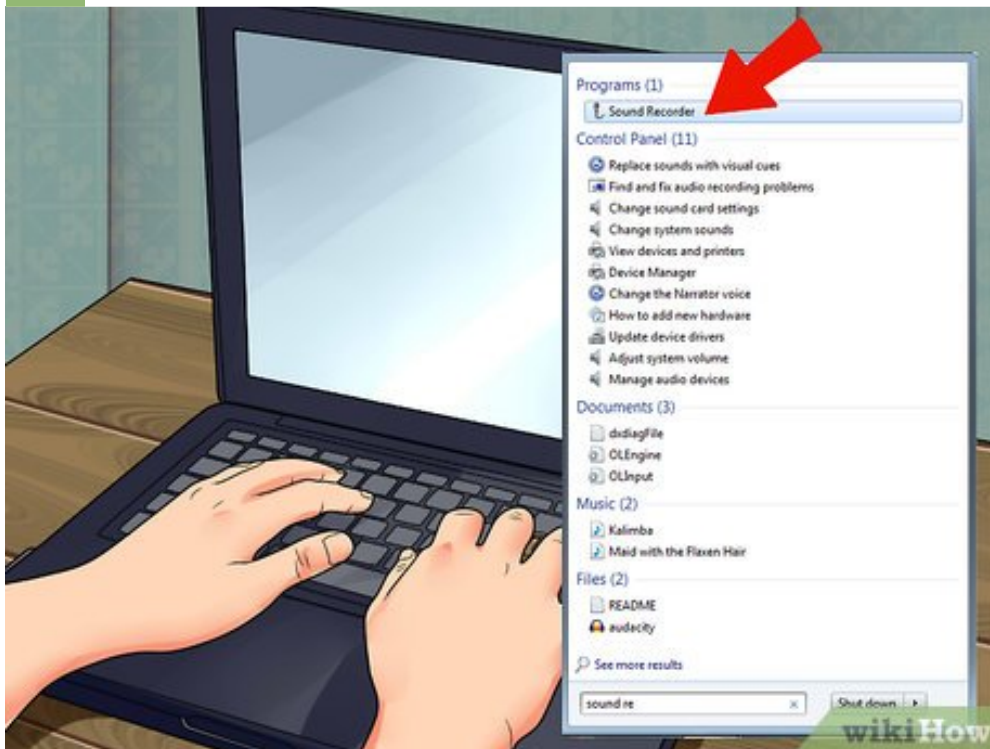 Programs (1)
Sound Recorder
Control Panel (11)
Replace sounds with visual cues
Find and fix audio recording problems
Change sound card settings
Change system sounds
View devices and printers
Device Manager
Change the Narrator voice
How to add new hardware
Update device drivers
Adjust system volume
Manage audio devices
Documents (3)
dxdiagFile
OLEngine
OLInput
Music (2)
Kalimba
Maid with the Flaxen Hair
Files (2)
README
audacity
See more results
sound re
Shut down
wikiHow